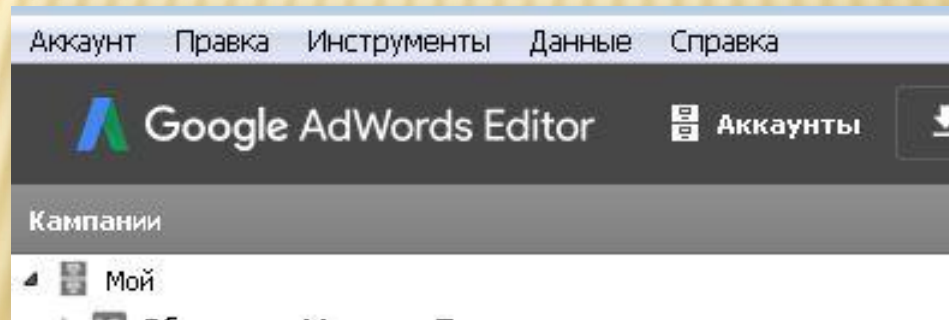 Аккаунт Правка Инструменты Данные Справка
Google AdWords Editor Аккаунты
Кампании
Мой